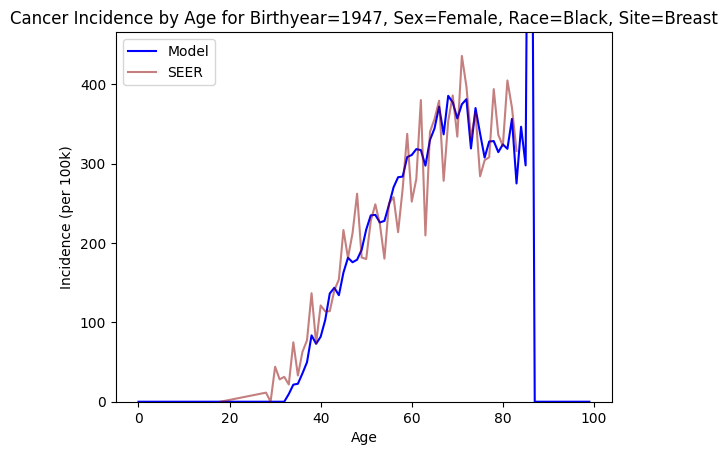 Cancer Incidence by Age for Birthyear=1947, Sex=Female, Race=Black, Site=Breast
Model
SEER
400
300
200
100
0
Incidence (per 100k)
0 20 40 60 80 100
Age